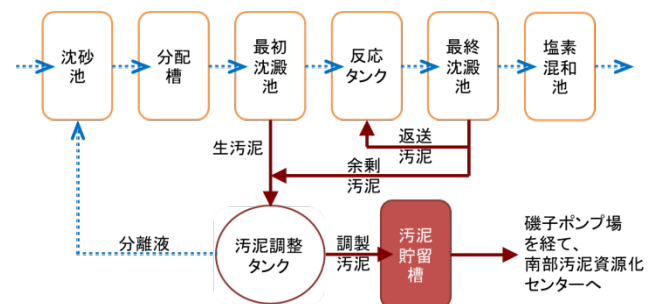 沈砂
池
分配
槽
最初
沈澱
池
反応
タンク
最終
沈澱
池
塩素
混和
池
生汚泥
返送
汚泥
余剰
汚泥
分離液
汚泥調整
タンク
調製
汚泥
汚泥
貯留
槽
磯子ポンプ場
を経て、
南部汚泥資源化
センターへ